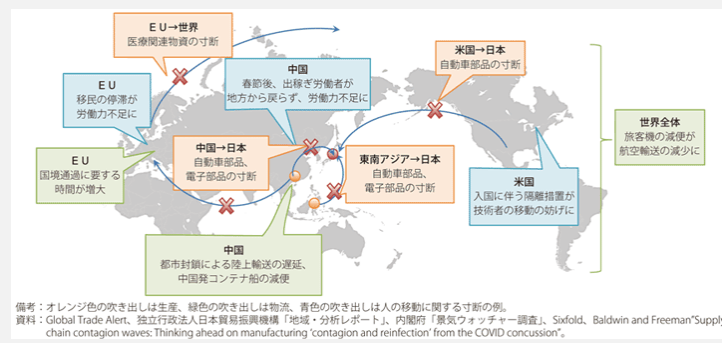 ＥＵ→世界
医療関連物資の寸断
米国→日本
自動車部品の寸断
中国
春節後、出稼ぎ労働者が
地方から戻らず、労働力不足に
ＥＵ
移民の停滞が
労働力不足に
世界全体
旅客機の減便が
航空輸送の減少に
ＥＵ
国境通過に要する
時間が増大
中国→日本
自動車部品、
電子部品の寸断
東南アジア→日本
自動車部品、
電子部品の寸断
米国
入国に伴う隔離措置が
技術者の移動の妨げに
中国
都市封鎖による陸上輸送の遅延、
中国発コンテナ船の減便
備考：オレンジ色の吹き出しは生産、緑色の吹き出しは物流、青色の吹き出しは人の移動に関する寸断の例。
資料：Global Trade Alert、独立行政法人日本貿易振興機構「地域・分析レポート」、内閣府「景気ウォッチャー調査」、Sixfold、Baldwin and Freeman"Supply
chain contagion waves: Thinking ahead on manufacturing ‘contagion and reinfection’ from the COVID concussion”。